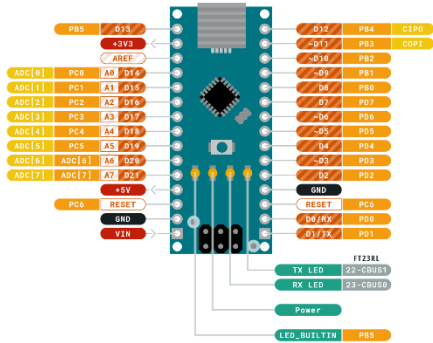 PB5 D13 D12 PB4 CIPO
+3V3 ~D11 PB3 COPI
AREF ~D10 PB2
ADC[0] PC0 A0 D14 ~D9 PB1
ADC[1] PC1 A1 D15 D8 PB0
ADC[2] PC2 A2 D16 D7 PD7
ADC[3] PC3 A3 D17 ~D6 PD6
ADC[4] PC4 A4 D18 ~D5 PD5
ADC[5] PC5 A5 D19 D4 PD4
ADC[6] ADC[6] A6 D20 ~D3 PD3
ADC[7] ADC[7] A7 D21 D2 PD2
+5V GND
PC6 RESET RESET PC6
GND D0/RX PD0
VIN D1/TX PD1
FT23RL
TX LED 22-CBUS1
RX LED 23-CBUS0
Power
LED_BUILTIN PB5